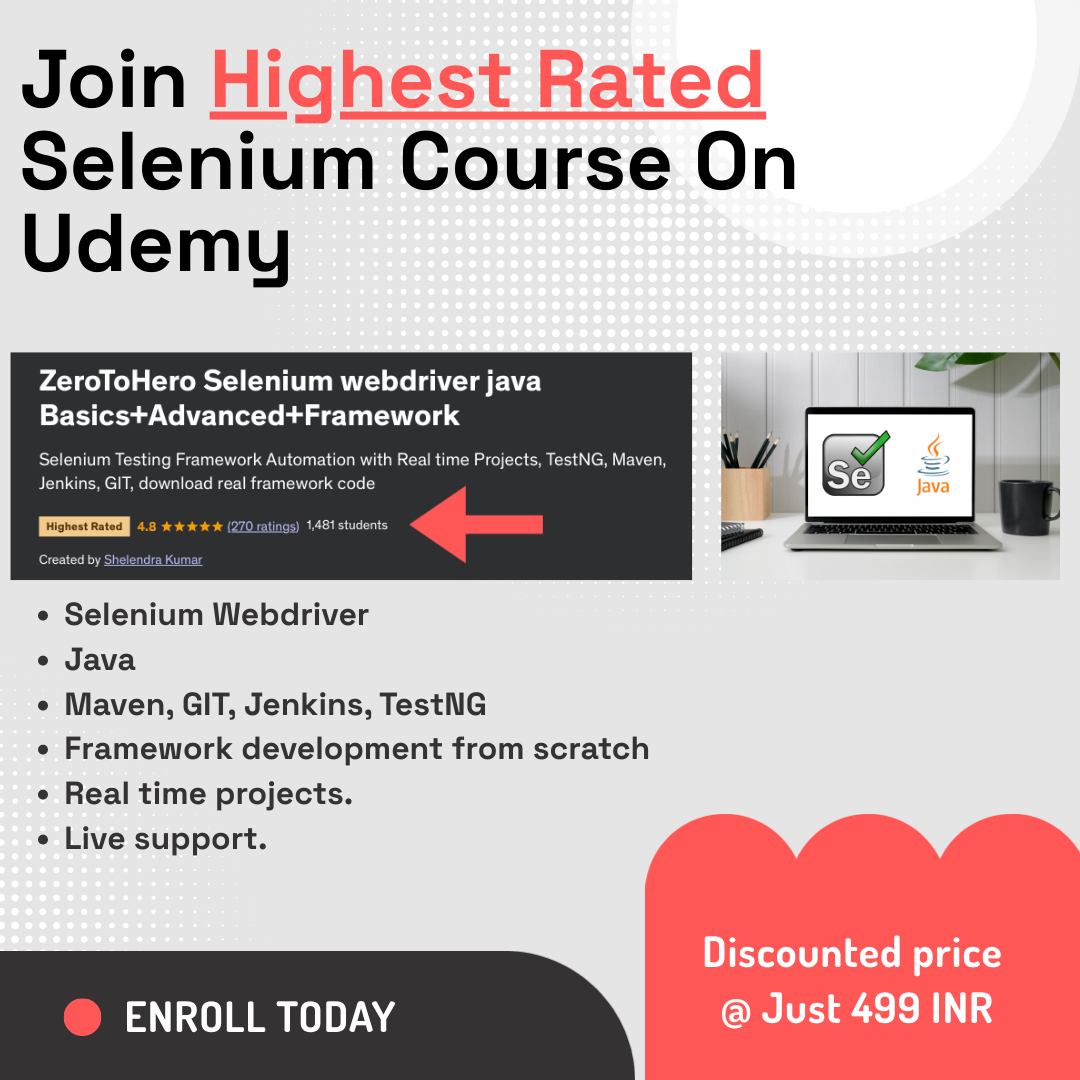 Join Highest Rated
Selenium Course On
Udemy
ZeroToHero Selenium webdriver java
Basics+Advanced+Framework
Selenium Testing Framework Automation with Real time Projects, TestNG, Maven,
Jenkins, GIT, download real framework code
Highest Rated 4.8 (270 ratings) 1,481 students
Created by Shelendra Kumar
Se
Java
• Selenium Webdriver
• Java
• Maven, GIT, Jenkins, TestNG
• Framework development from scratch
• Real time projects.
• Live support.
Discounted price
@ Just 499 INR
ENROLL TODAY